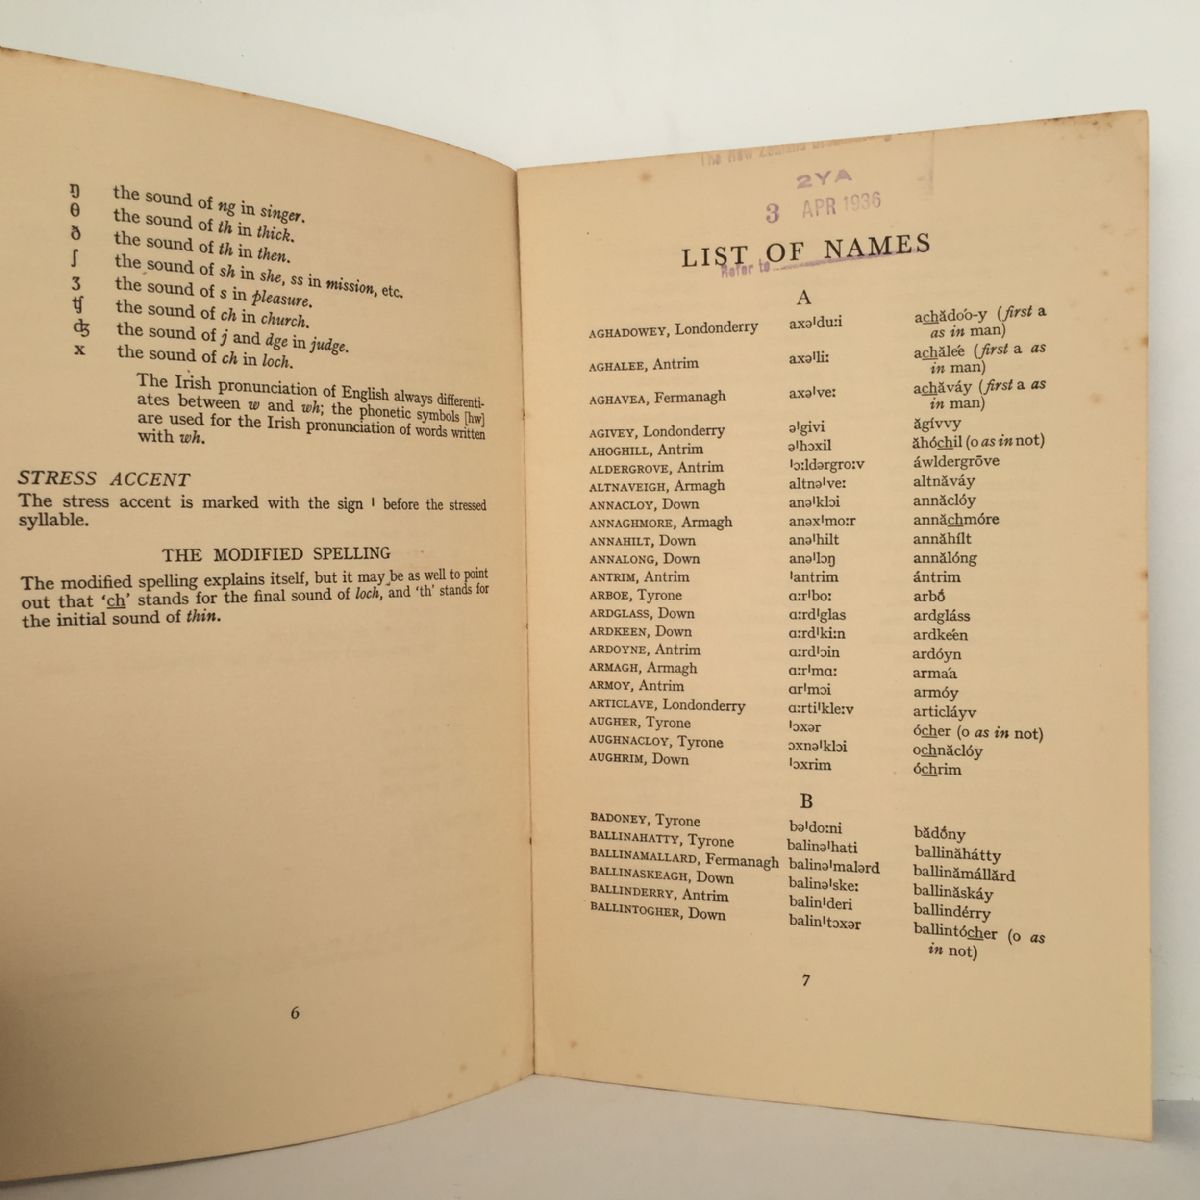 ŋ the sound of ng in singer.
θ the sound of th in thick.
ð the sound of th in then.
ʃ the sound of sh in she, ss in mission, etc.
ʒ the sound of s in pleasure.
ʧ the sound of ch in church.
ʤ the sound of j and dge in judge.
x the sound of ch in loch.
The Irish pronunciation of English always differenti-
ates between w and wh; the phonetic symbols [hw]
are used for the Irish pronunciation of words written
with wh.
STRESS ACCENT
The stress accent is marked with the sign ˈ before the stressed
syllable.
THE MODIFIED SPELLING
The modified spelling explains itself, but it may be as well to point
out that ‘ch’ stands for the final sound of loch, and ‘th’ stands for
the initial sound of thin.
6
The New Zealand
2YA
3 APR 1936
LIST OF NAMES
Refer to
A
AGHADOWEY, Londonderry axəˈduːi achădo͞o-y (first a
as in man)
AGHALEE, Antrim axəˈliː achălée (first a as
in man)
AGHAVEA, Fermanagh axəˈveː achăváy (first a as
in man)
AGIVEY, Londonderry əˈgivi ăgívvy
AHOGHILL, Antrim əˈhɔxil ăhóchil (o as in not)
ALDERGROVE, Antrim ˈɔːldərgroːv áwldergrōve
ALTNAVEIGH, Armagh altnəˈveː altnăváy
ANNACLOY, Down anəˈklɔi annăclóy
ANNAGHMORE, Armagh anəxˈmoːr annăchmóre
ANNAHILT, Down anəˈhilt annăhílt
ANNALONG, Down anəˈlɔŋ annălóng
ANTRIM, Antrim ˈantrim ántrim
ARBOE, Tyrone ɑːrˈboː arbṓ
ARDGLASS, Down ɑːrdˈglas ardgláss
ARDKEEN, Down ɑːrdˈkiːn ardkéen
ARDOYNE, Antrim ɑːrdˈɔin ardóyn
ARMAGH, Armagh ɑːrˈmɑː armáa
ARMOY, Antrim ɑrˈmɔi armóy
ARTICLAVE, Londonderry ɑːrtiˈkleːv articláyv
AUGHER, Tyrone ˈɔxər ócher (o as in not)
AUGHNACLOY, Tyrone ɔxnəˈklɔi ochnăclóy
AUGHRIM, Down ˈɔxrim óchrim
B
BADONEY, Tyrone bəˈdoːni bădṓny
BALLINAHATTY, Tyrone balinəˈhati ballinăhátty
BALLINAMALLARD, Fermanagh balinəˈmalərd ballinămállărd
BALLINASKEAGH, Down balinəˈskeː ballinăskáy
BALLINDERRY, Antrim balinˈderi ballindérry
BALLINTOGHER, Down balinˈtɔxər ballintócher (o as
in not)
7